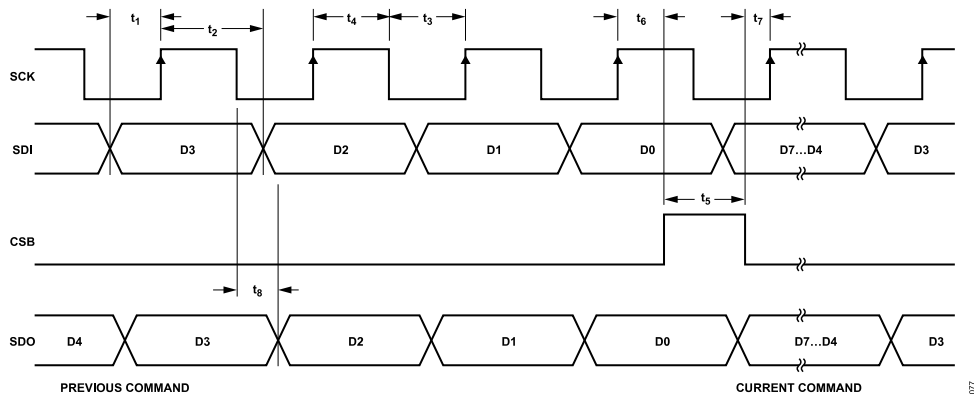 t1 t2 t4 t3 t6 t7
SCK
SDI D3 D2 D1 D0 D7...D4 D3
t5
CSB
t8
SDO D4 D3 D2 D1 D0 D7...D4 D3
PREVIOUS COMMAND CURRENT COMMAND
077